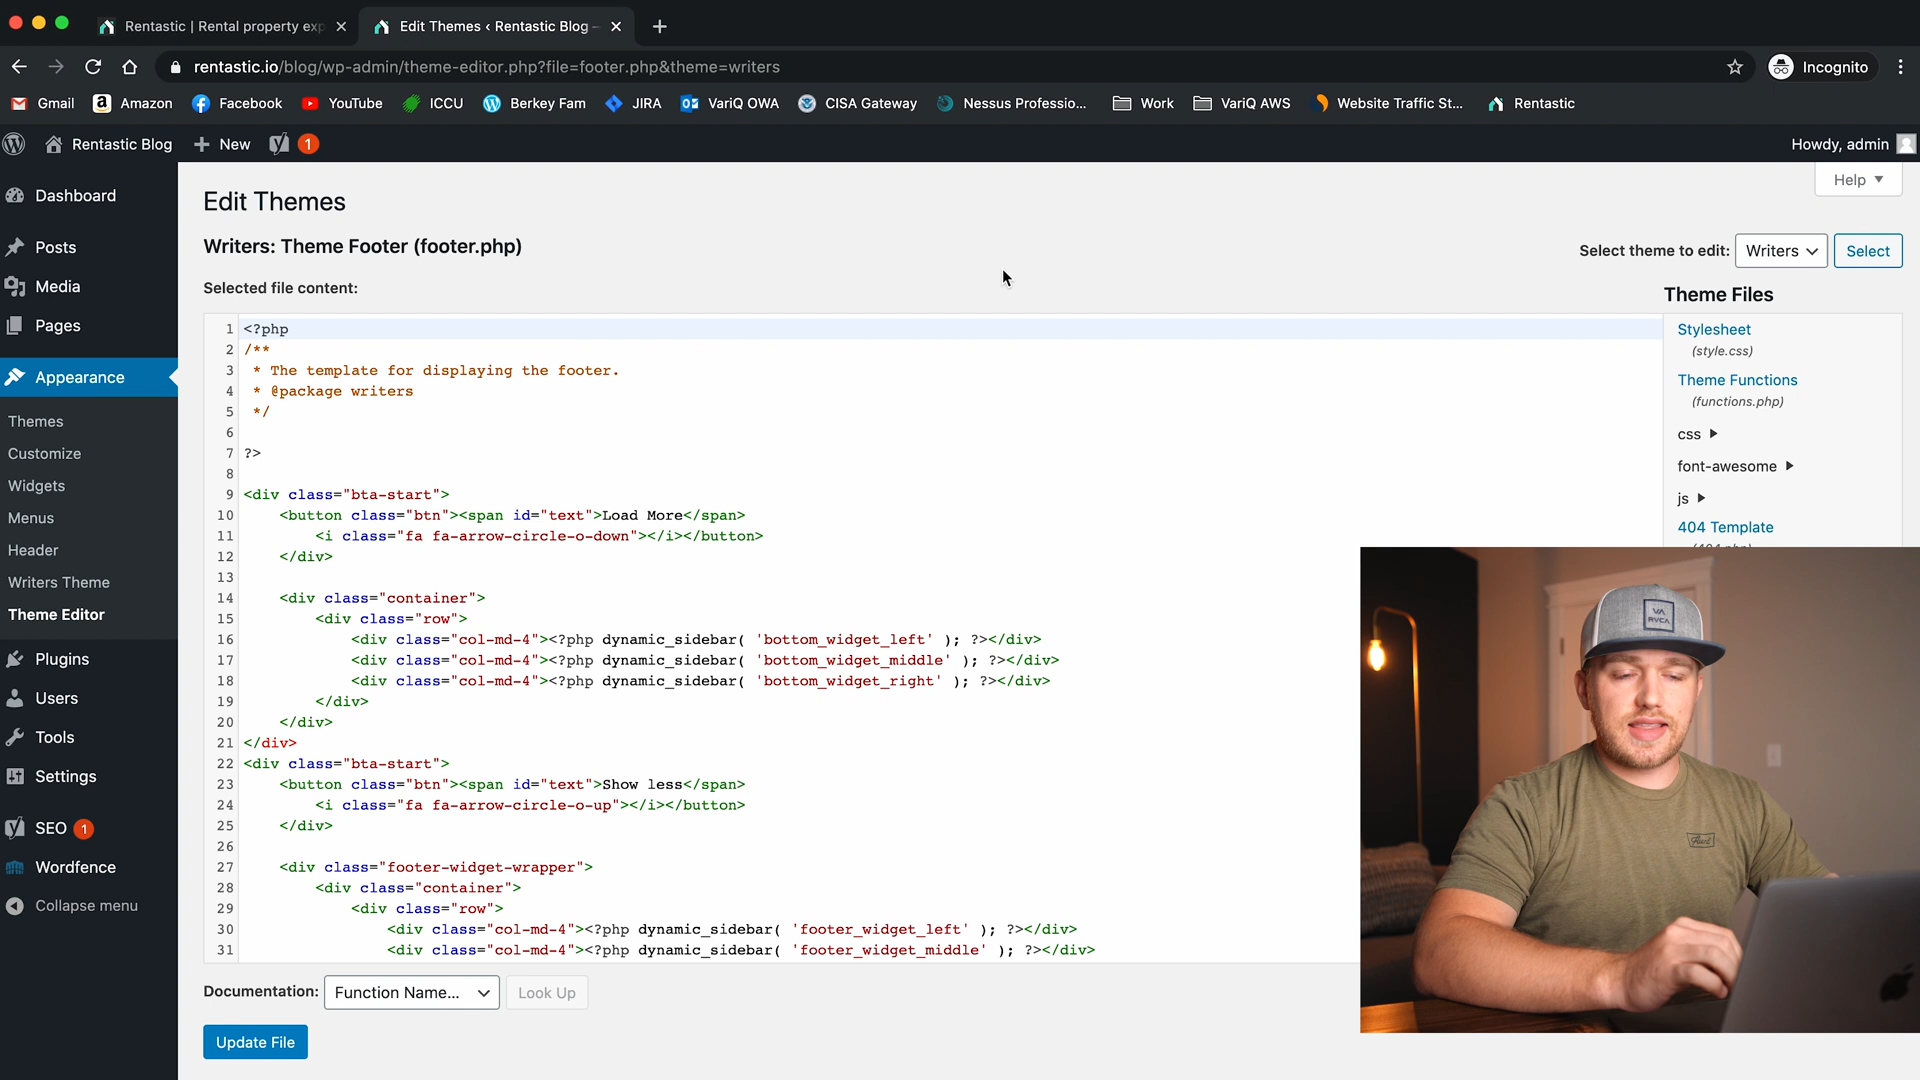 Rentastic | Rental property exp
Edit Themes ‹ Rentastic Blog –
rentastic.io/blog/wp-admin/theme-editor.php?file=footer.php&theme=writers
Incognito
Gmail
Amazon
Facebook
YouTube
ICCU
Berkey Fam
JIRA
VariQ OWA
CISA Gateway
Nessus Professio...
Work
VariQ AWS
Website Traffic St...
Rentastic
Rentastic Blog
New
1
Howdy, admin
Dashboard
Posts
Media
Pages
Appearance
Themes
Customize
Widgets
Menus
Header
Writers Theme
Theme Editor
Plugins
Users
Tools
Settings
SEO 1
Wordfence
Collapse menu
Help
Edit Themes
Writers: Theme Footer (footer.php)
Select theme to edit: Writers Select
Selected file content:
1 <?php
2 /**
3 * The template for displaying the footer.
4 * @package writers
5 */
6
7 ?>
8
9 <div class="bta-start">
10 <button class="btn"><span id="text">Load More</span>
11 <i class="fa fa-arrow-circle-o-down"></i></button>
12 </div>
13
14 <div class="container">
15 <div class="row">
16 <div class="col-md-4"><?php dynamic_sidebar( 'bottom_widget_left' ); ?></div>
17 <div class="col-md-4"><?php dynamic_sidebar( 'bottom_widget_middle' ); ?></div>
18 <div class="col-md-4"><?php dynamic_sidebar( 'bottom_widget_right' ); ?></div>
19 </div>
20 </div>
21 </div>
22 <div class="bta-start">
23 <button class="btn"><span id="text">Show less</span>
24 <i class="fa fa-arrow-circle-o-up"></i></button>
25 </div>
26
27 <div class="footer-widget-wrapper">
28 <div class="container">
29 <div class="row">
30 <div class="col-md-4"><?php dynamic_sidebar( 'footer_widget_left' ); ?></div>
31 <div class="col-md-4"><?php dynamic_sidebar( 'footer_widget_middle' ); ?></div>
Theme Files
Stylesheet
(style.css)
Theme Functions
(functions.php)
css
font-awesome
js
404 Template
Documentation: Function Name... Look Up
Update File
VA
RVCA